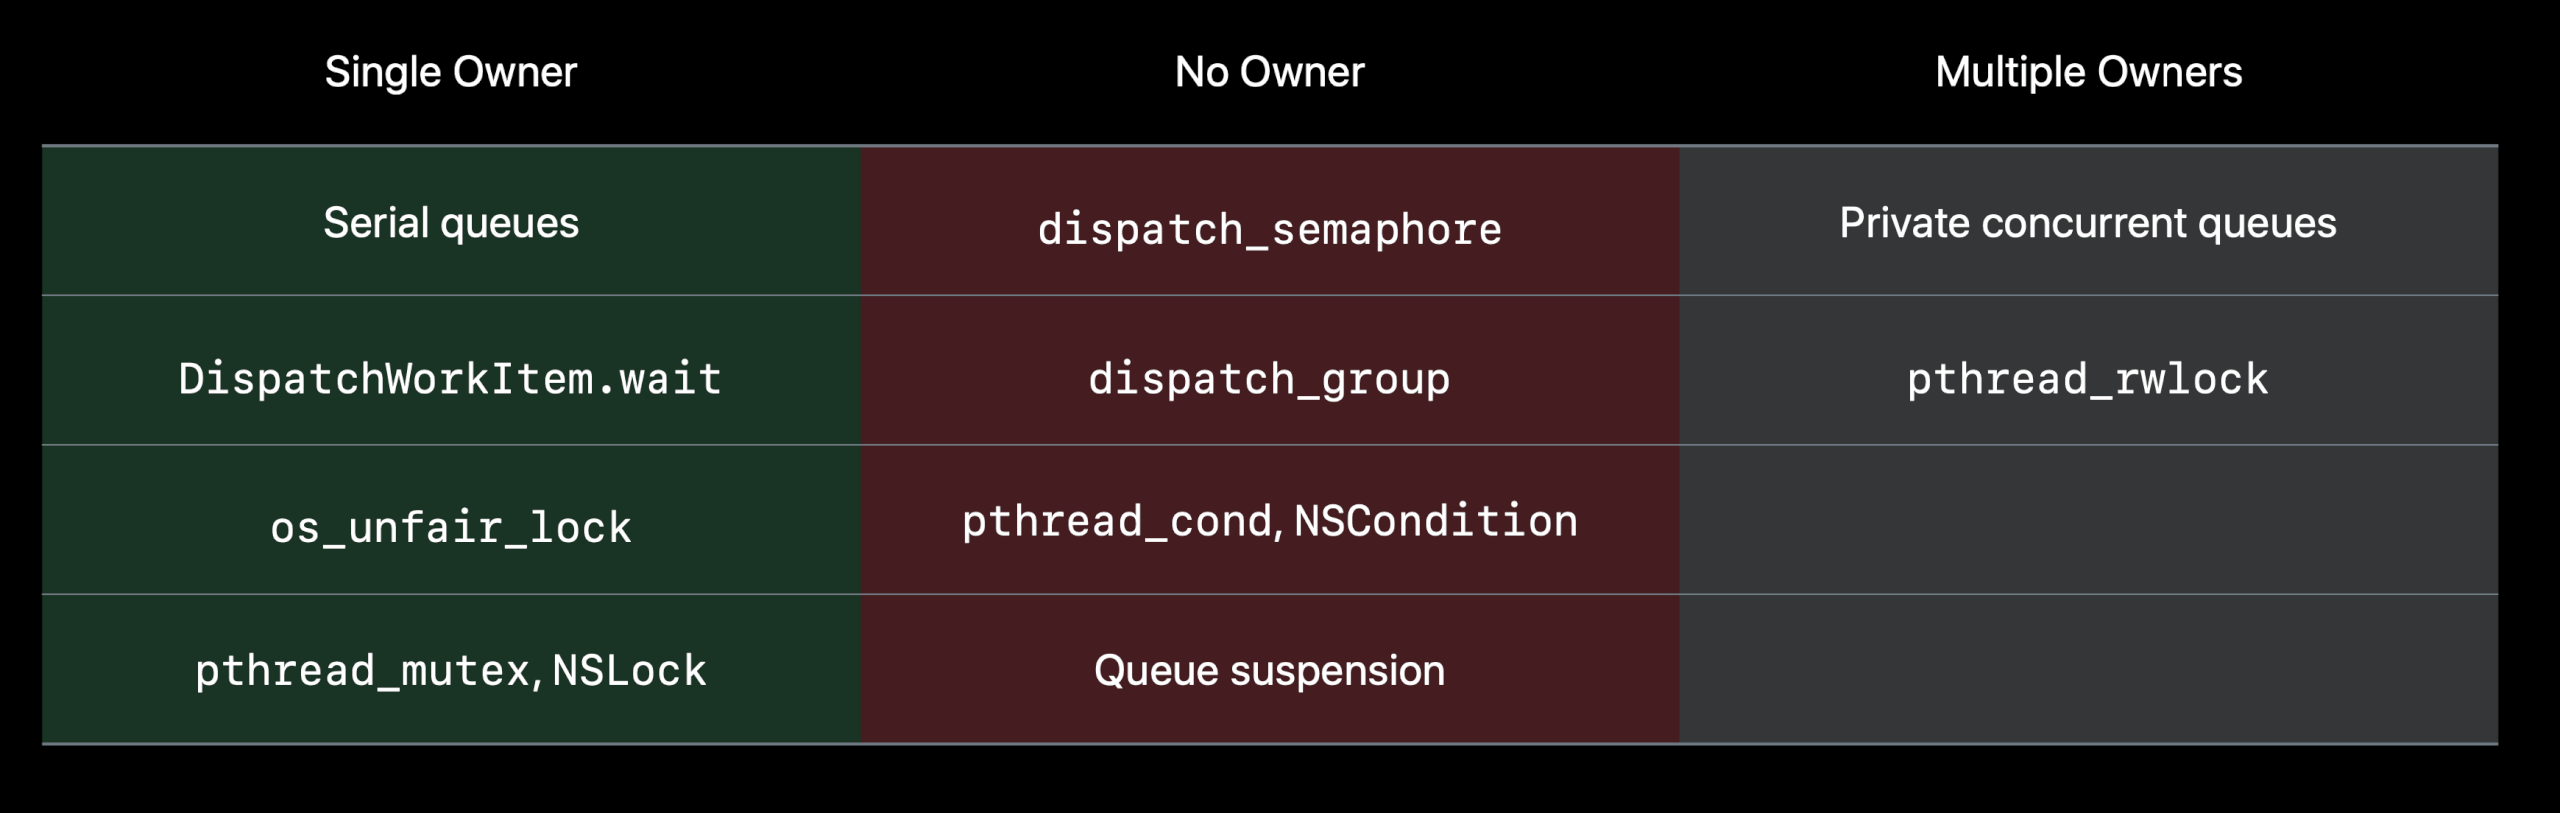 Single Owner No Owner Multiple Owners
Serial queues dispatch_semaphore Private concurrent queues
DispatchWorkItem.wait dispatch_group pthread_rwlock
os_unfair_lock pthread_cond, NSCondition
pthread_mutex, NSLock Queue suspension